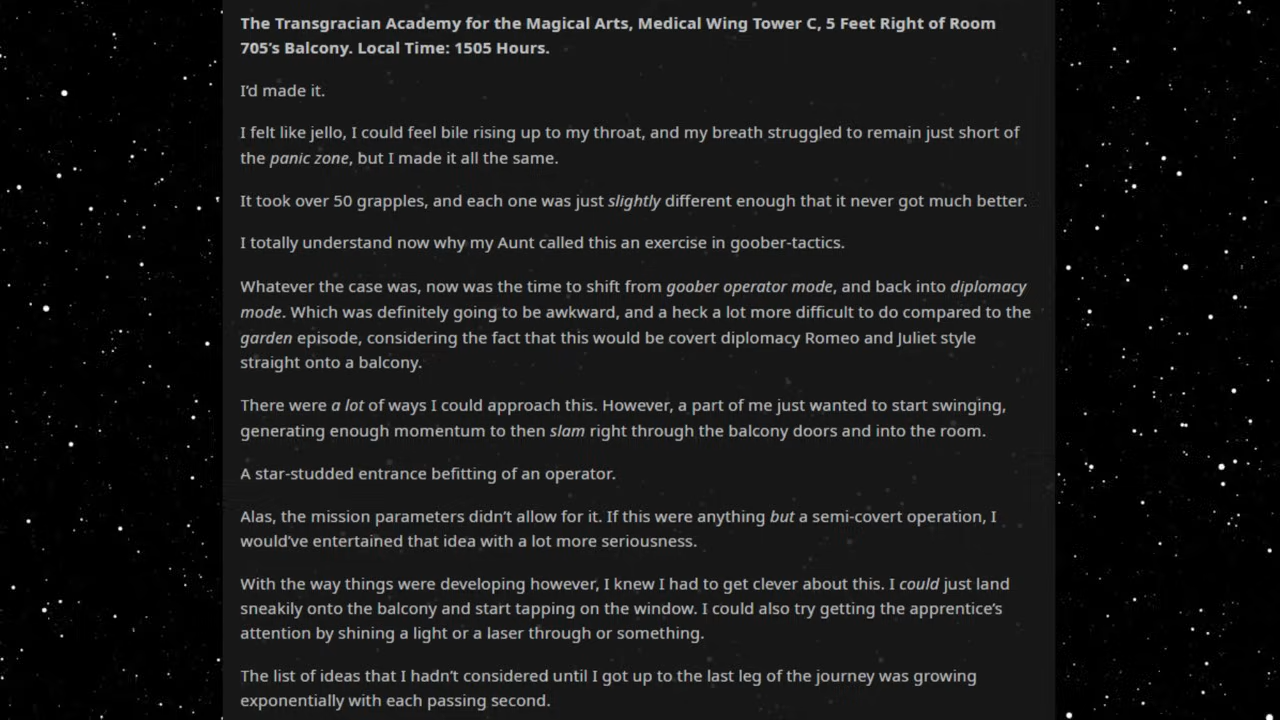 The Transgracian Academy for the Magical Arts, Medical Wing Tower C, 5 Feet Right of Room
705’s Balcony. Local Time: 1505 Hours.
I’d made it.
I felt like jello, I could feel bile rising up to my throat, and my breath struggled to remain just short of
the panic zone, but I made it all the same.
It took over 50 grapples, and each one was just slightly different enough that it never got much better.
I totally understand now why my Aunt called this an exercise in goober-tactics.
Whatever the case was, now was the time to shift from goober operator mode, and back into diplomacy
mode. Which was definitely going to be awkward, and a heck a lot more difficult to do compared to the
garden episode, considering the fact that this would be covert diplomacy Romeo and Juliet style
straight onto a balcony.
There were a lot of ways I could approach this. However, a part of me just wanted to start swinging,
generating enough momentum to then slam right through the balcony doors and into the room.
A star-studded entrance befitting of an operator.
Alas, the mission parameters didn’t allow for it. If this were anything but a semi-covert operation, I
would’ve entertained that idea with a lot more seriousness.
With the way things were developing however, I knew I had to get clever about this. I could just land
sneakily onto the balcony and start tapping on the window. I could also try getting the apprentice’s
attention by shining a light or a laser through or something.
The list of ideas that I hadn’t considered until I got up to the last leg of the journey was growing
exponentially with each passing second.